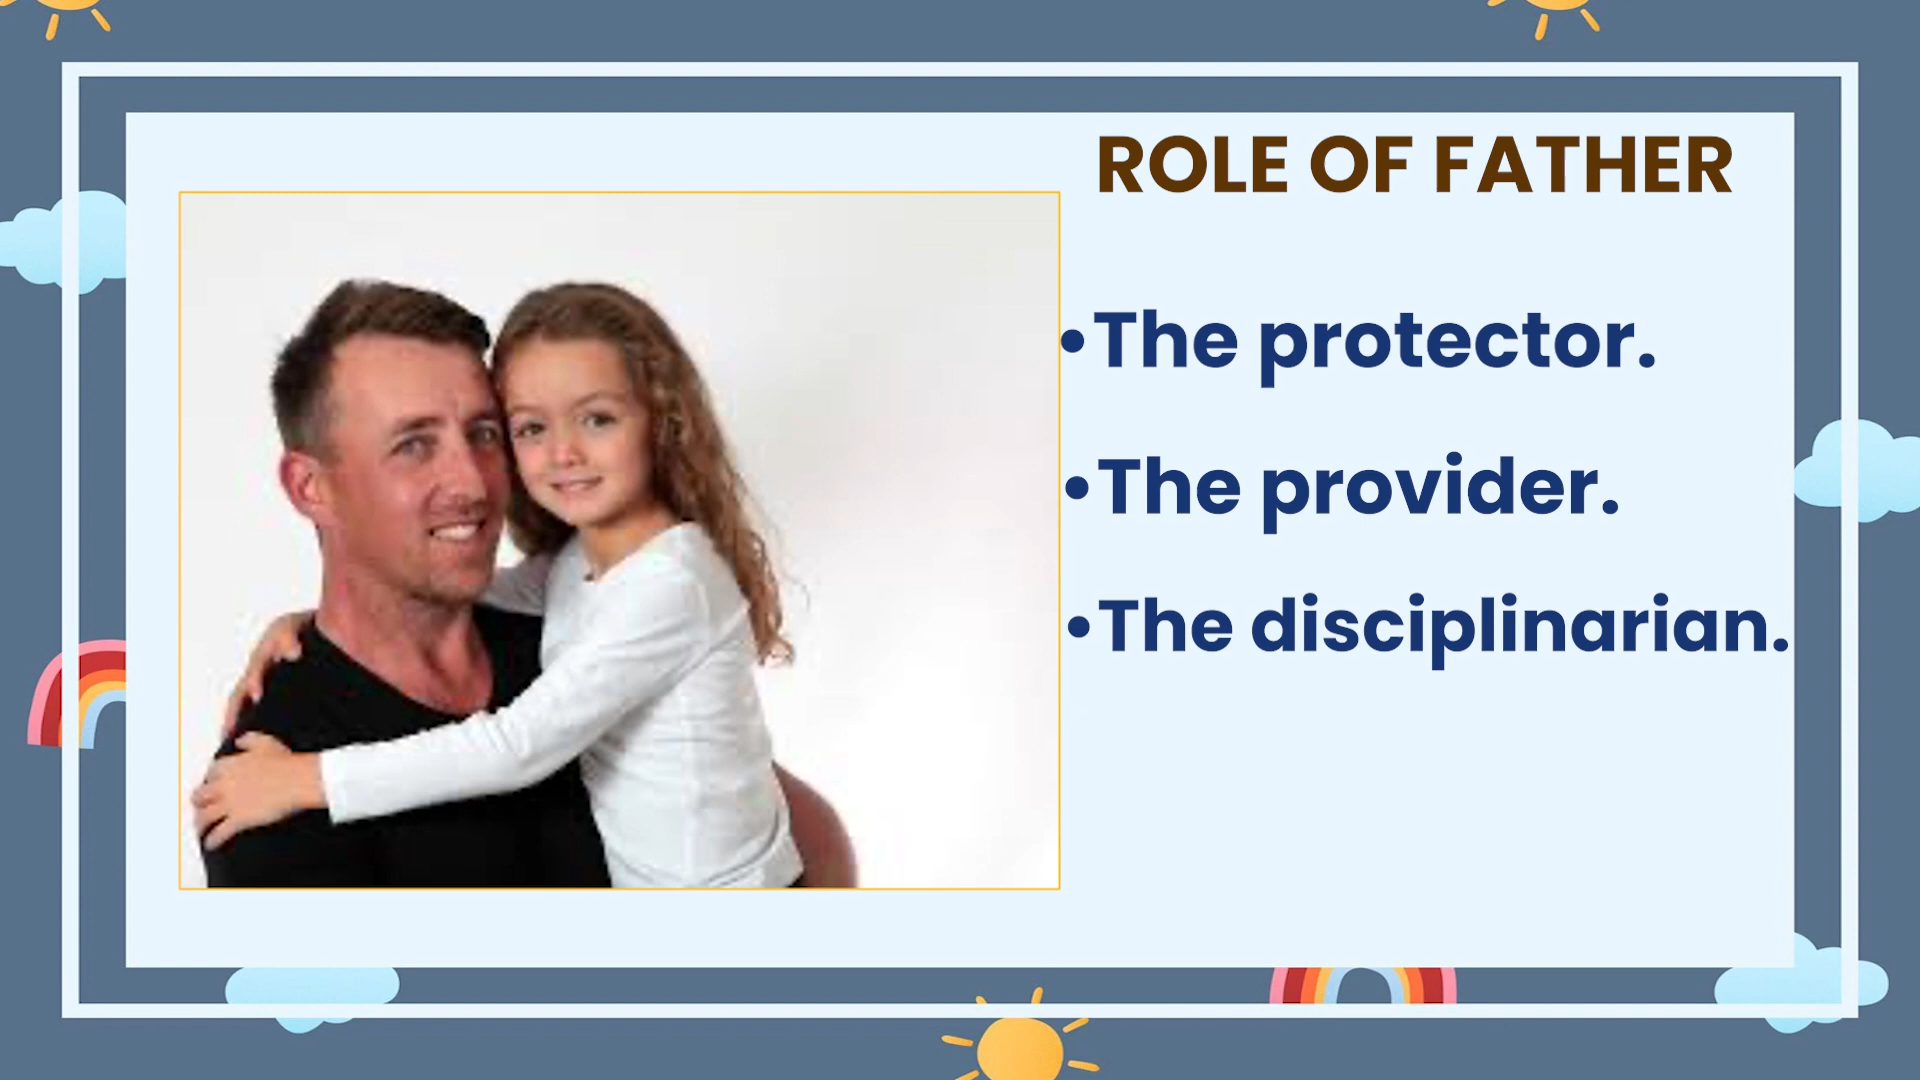 ROLE OF FATHER
•The protector.
•The provider.
•The disciplinarian.